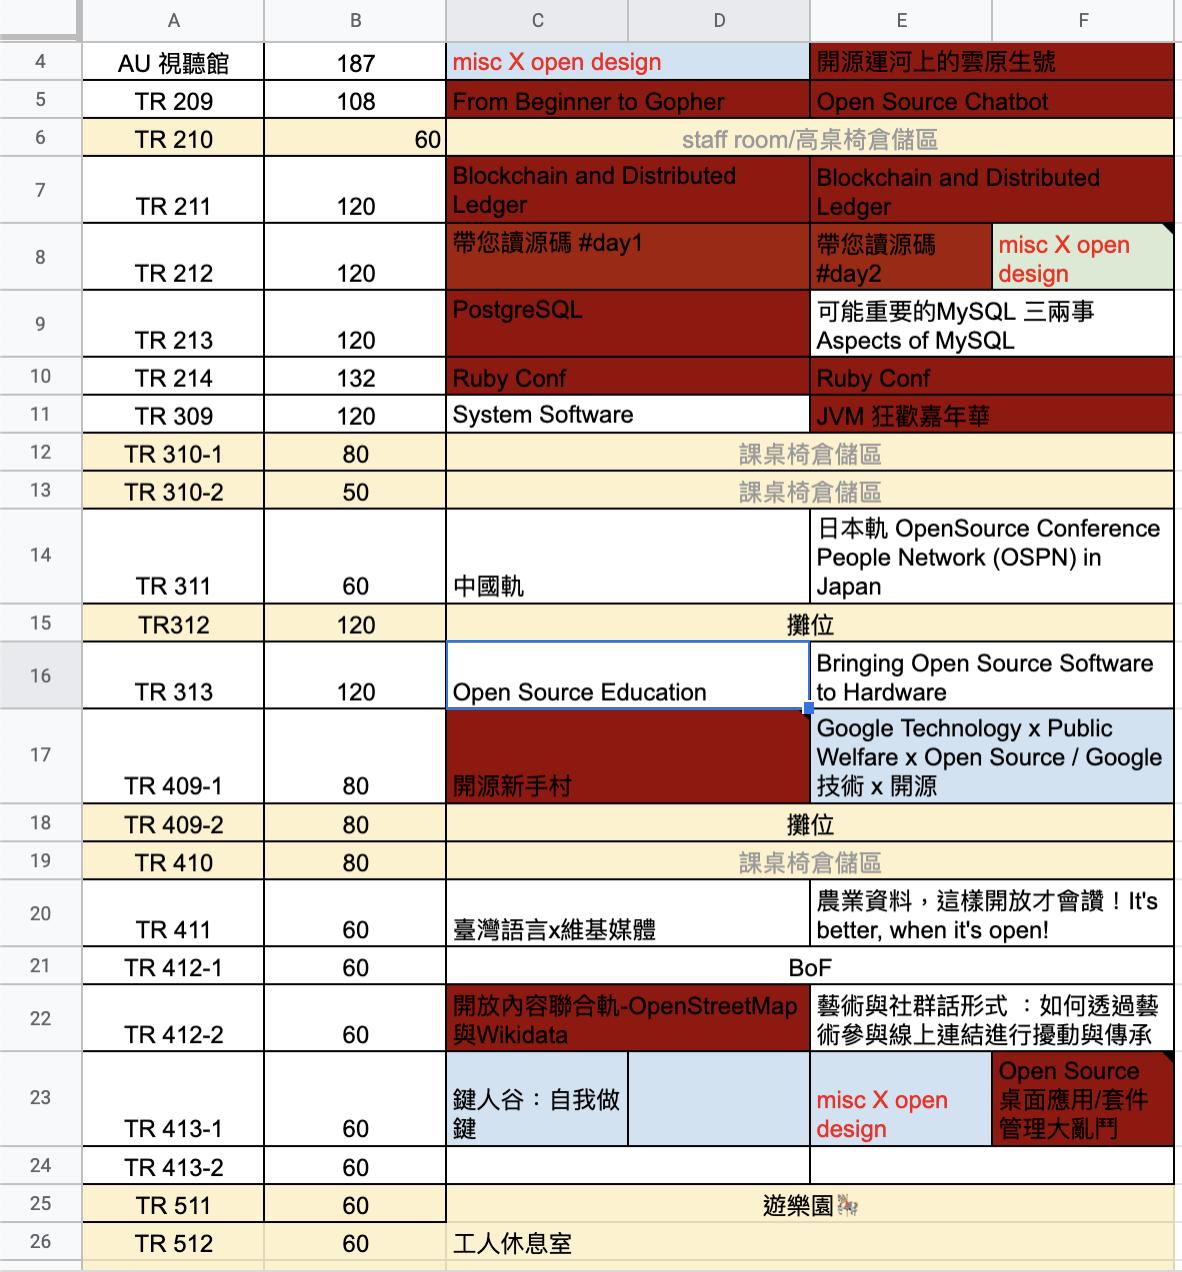 A B C D E F
4 AU 視聽館 187 misc X open design 開源運河上的雲原生號
5 TR 209 108 From Beginner to Gopher Open Source Chatbot
6 TR 210 60 staff room/高桌椅倉儲區
7 TR 211 120 Blockchain and Distributed Ledger Blockchain and Distributed Ledger
8 TR 212 120 帶您讀源碼 #day1 帶您讀源碼 #day2 misc X open design
9 TR 213 120 PostgreSQL 可能重要的MySQL 三兩事 Aspects of MySQL
10 TR 214 132 Ruby Conf Ruby Conf
11 TR 309 120 System Software JVM 狂歡嘉年華
12 TR 310-1 80 課桌椅倉儲區
13 TR 310-2 50 課桌椅倉儲區
14 TR 311 60 中國軌 日本軌 OpenSource Conference People Network (OSPN) in Japan
15 TR312 120 攤位
16 TR 313 120 Open Source Education Bringing Open Source Software to Hardware
17 TR 409-1 80 開源新手村 Google Technology x Public Welfare x Open Source / Google 技術 x 開源
18 TR 409-2 80 攤位
19 TR 410 80 課桌椅倉儲區
20 TR 411 60 臺灣語言x維基媒體 農業資料，這樣開放才會讚！It's better, when it's open!
21 TR 412-1 60 BoF
22 TR 412-2 60 開放內容聯合軌-OpenStreetMap 與Wikidata 藝術與社群話形式 ：如何透過藝術參與線上連結進行擾動與傳承
23 TR 413-1 60 鍵人谷：自我做鍵 misc X open design Open Source 桌面應用/套件管理大亂鬥
24 TR 413-2 60
25 TR 511 60 遊樂園🎠
26 TR 512 60 工人休息室